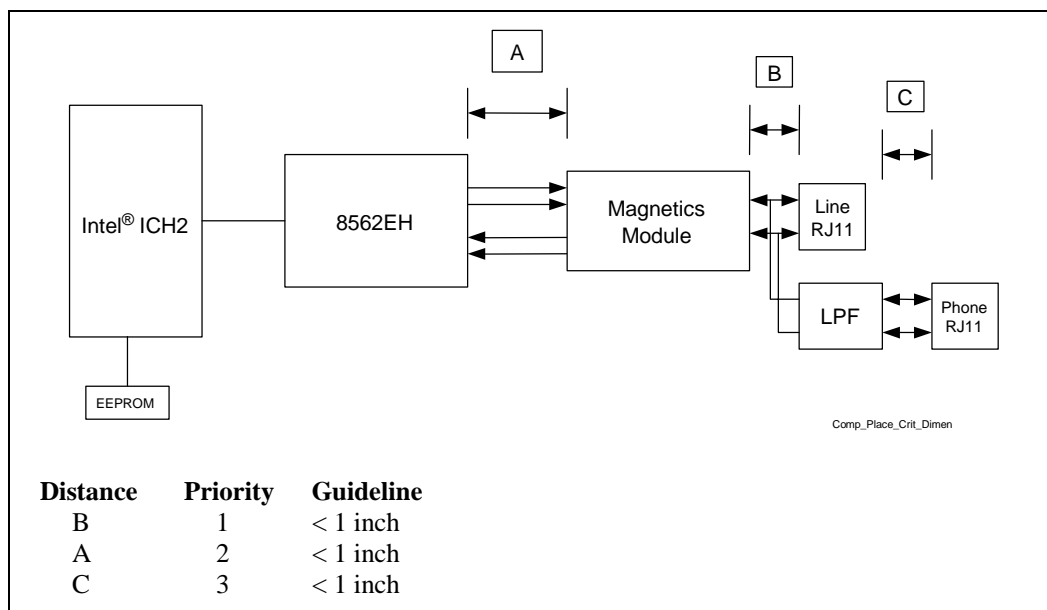 A
B
C
Intel® ICH2
8562EH
Magnetics
Module
Line
RJ11
LPF
Phone
RJ11
EEPROM
Comp_Place_Crit_Dimen
Distance Priority Guideline
B 1 < 1 inch
A 2 < 1 inch
C 3 < 1 inch